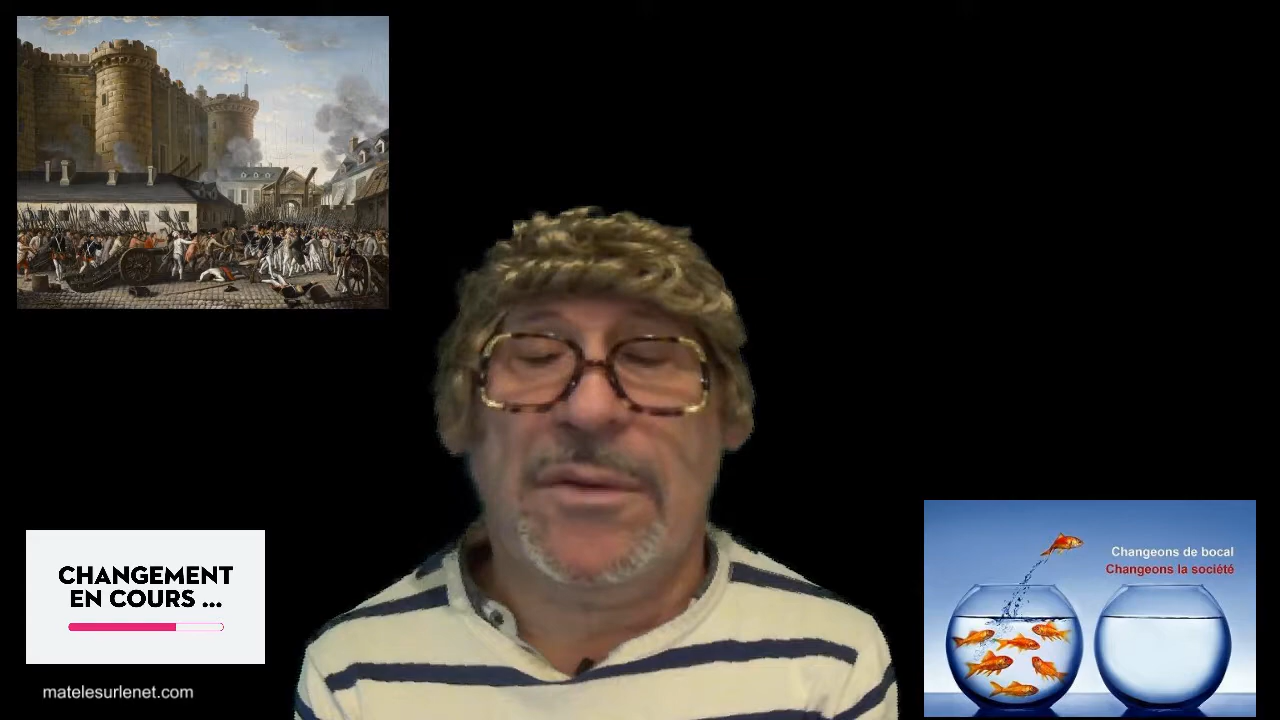 Changeons de bocal
Changeons la société
CHANGEMENT
EN COURS ...
matelesurlenet.com